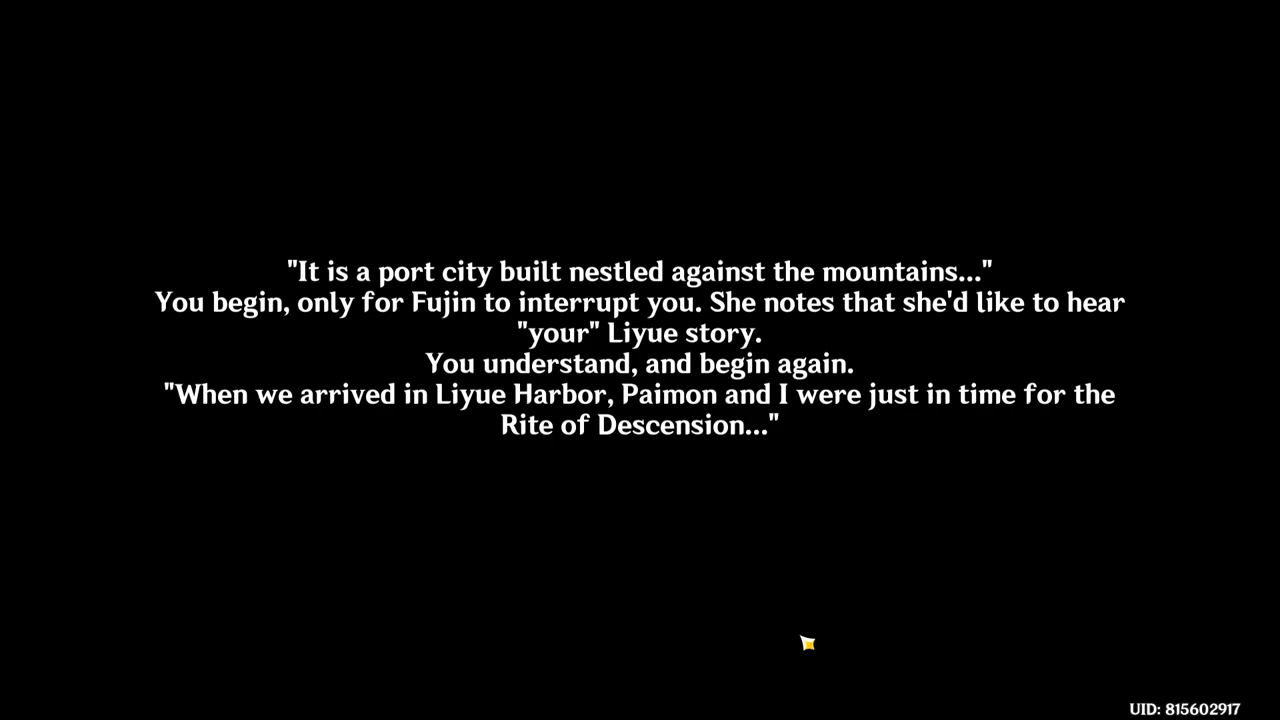 "It is a port city built nestled against the mountains..."
You begin, only for Fujin to interrupt you. She notes that she'd like to hear
"your" Liyue story.
You understand, and begin again.
"When we arrived in Liyue Harbor, Paimon and I were just in time for the
Rite of Descension..."
UID: 815602917